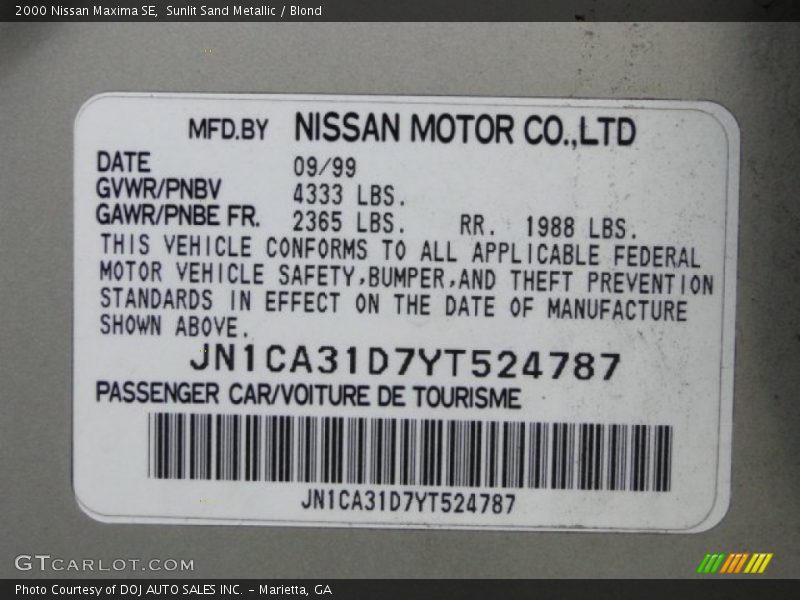 2000 Nissan Maxima SE,  Sunlit Sand Metallic / Blond
MFD.BY NISSAN MOTOR CO.,LTD
DATE 09/99
GVWR/PNBV 4333 LBS.
GAWR/PNBE FR. 2365 LBS. RR. 1988 LBS.
THIS VEHICLE CONFORMS TO ALL APPLICABLE FEDERAL
MOTOR VEHICLE SAFETY,BUMPER,AND THEFT PREVENTION
STANDARDS IN EFFECT ON THE DATE OF MANUFACTURE
SHOWN ABOVE.
JN1CA31D7YT524787
PASSENGER CAR/VOITURE DE TOURISME
JN1CA31D7YT524787
GTCARLOT.COM
Photo Courtesy of DOJ AUTO SALES INC. – Marietta, GA